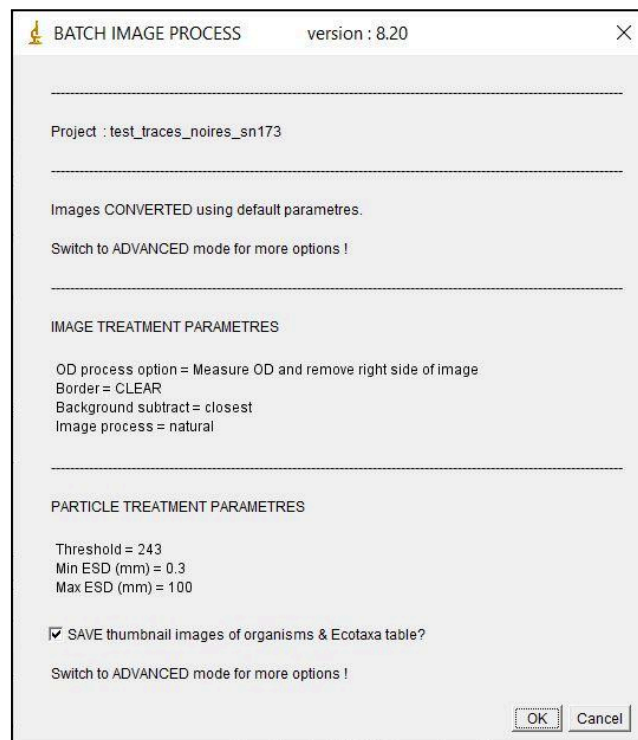 BATCH IMAGE PROCESS version : 8.20
Project : test_traces_noires_sn173
Images CONVERTED using default parametres.
Switch to ADVANCED mode for more options !
IMAGE TREATMENT PARAMETRES
OD process option = Measure OD and remove right side of image
Border = CLEAR
Background subtract = closest
Image process = natural
PARTICLE TREATMENT PARAMETRES
Threshold = 243
Min ESD (mm) = 0.3
Max ESD (mm) = 100
SAVE thumbnail images of organisms & Ecotaxa table?
Switch to ADVANCED mode for more options !
OK Cancel